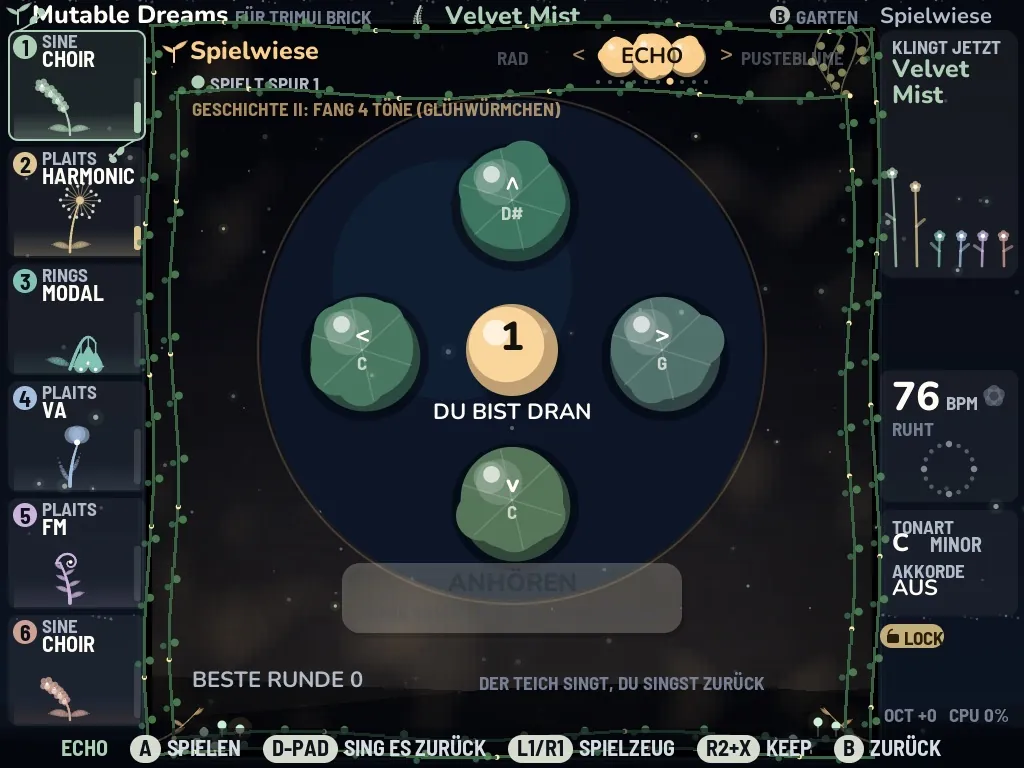 Mutable Dreams FÜR TRIMUI BRICK
Velvet Mist
B GARTEN
Spielwiese
1 SINE
CHOIR
2 PLAITS
HARMONIC
3 RINGS
MODAL
4 PLAITS
VA
5 PLAITS
FM
6 SINE
CHOIR
Spielwiese
SPIELT SPUR 1
RAD < ECHO > PUSTEBLUME
GESCHICHTE II: FANG 4 TÖNE (GLÜHWÜRMCHEN)
^
D#
<
C
1
>
G
DU BIST DRAN
v
C
ANHÖREN
BESTE RUNDE 0
DER TEICH SINGT, DU SINGST ZURÜCK
KLINGT JETZT
Velvet
Mist
76 BPM
RUHT
TONART
C MINOR
AKKORDE
AUS
LOCK
OCT +0 CPU 0%
ECHO A SPIELEN D-PAD SING ES ZURÜCK L1/R1 SPIELZEUG R2+X KEEP B ZURÜCK